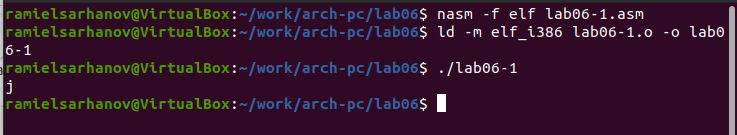 ramielsarhanov@VirtualBox:~/work/arch-pc/lab06$ nasm -f elf lab06-1.asm
ramielsarhanov@VirtualBox:~/work/arch-pc/lab06$ ld -m elf_i386 lab06-1.o -o lab0
6-1
ramielsarhanov@VirtualBox:~/work/arch-pc/lab06$ ./lab06-1
j
ramielsarhanov@VirtualBox:~/work/arch-pc/lab06$